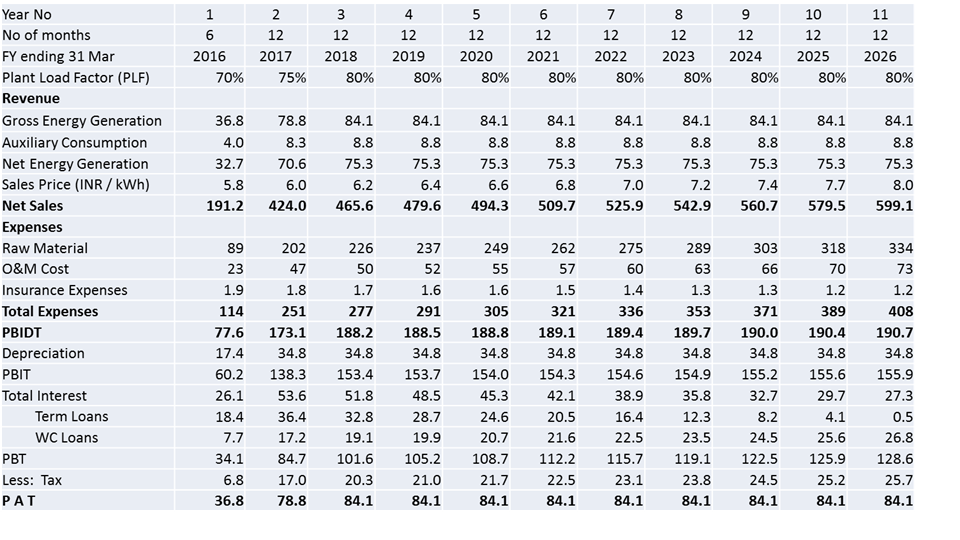 Year No 1 2 3 4 5 6 7 8 9 10 11
No of months 6 12 12 12 12 12 12 12 12 12 12
FY ending 31 Mar 2016 2017 2018 2019 2020 2021 2022 2023 2024 2025 2026
Plant Load Factor (PLF) 70% 75% 80% 80% 80% 80% 80% 80% 80% 80% 80%
Revenue
Gross Energy Generation 36.8 78.8 84.1 84.1 84.1 84.1 84.1 84.1 84.1 84.1 84.1
Auxiliary Consumption 4.0 8.3 8.8 8.8 8.8 8.8 8.8 8.8 8.8 8.8 8.8
Net Energy Generation 32.7 70.6 75.3 75.3 75.3 75.3 75.3 75.3 75.3 75.3 75.3
Sales Price (INR / kWh) 5.8 6.0 6.2 6.4 6.6 6.8 7.0 7.2 7.4 7.7 8.0
Net Sales 191.2 424.0 465.6 479.6 494.3 509.7 525.9 542.9 560.7 579.5 599.1
Expenses
Raw Material 89 202 226 237 249 262 275 289 303 318 334
O&M Cost 23 47 50 52 55 57 60 63 66 70 73
Insurance Expenses 1.9 1.8 1.7 1.6 1.6 1.5 1.4 1.3 1.3 1.2 1.2
Total Expenses 114 251 277 291 305 321 336 353 371 389 408
PBIDT 77.6 173.1 188.2 188.5 188.8 189.1 189.4 189.7 190.0 190.4 190.7
Depreciation 17.4 34.8 34.8 34.8 34.8 34.8 34.8 34.8 34.8 34.8 34.8
PBIT 60.2 138.3 153.4 153.7 154.0 154.3 154.6 154.9 155.2 155.6 155.9
Total Interest 26.1 53.6 51.8 48.5 45.3 42.1 38.9 35.8 32.7 29.7 27.3
Term Loans 18.4 36.4 32.8 28.7 24.6 20.5 16.4 12.3 8.2 4.1 0.5
WC Loans 7.7 17.2 19.1 19.9 20.7 21.6 22.5 23.5 24.5 25.6 26.8
PBT 34.1 84.7 101.6 105.2 108.7 112.2 115.7 119.1 122.5 125.9 128.6
Less: Tax 6.8 17.0 20.3 21.0 21.7 22.5 23.1 23.8 24.5 25.2 25.7
P A T 36.8 78.8 84.1 84.1 84.1 84.1 84.1 84.1 84.1 84.1 84.1